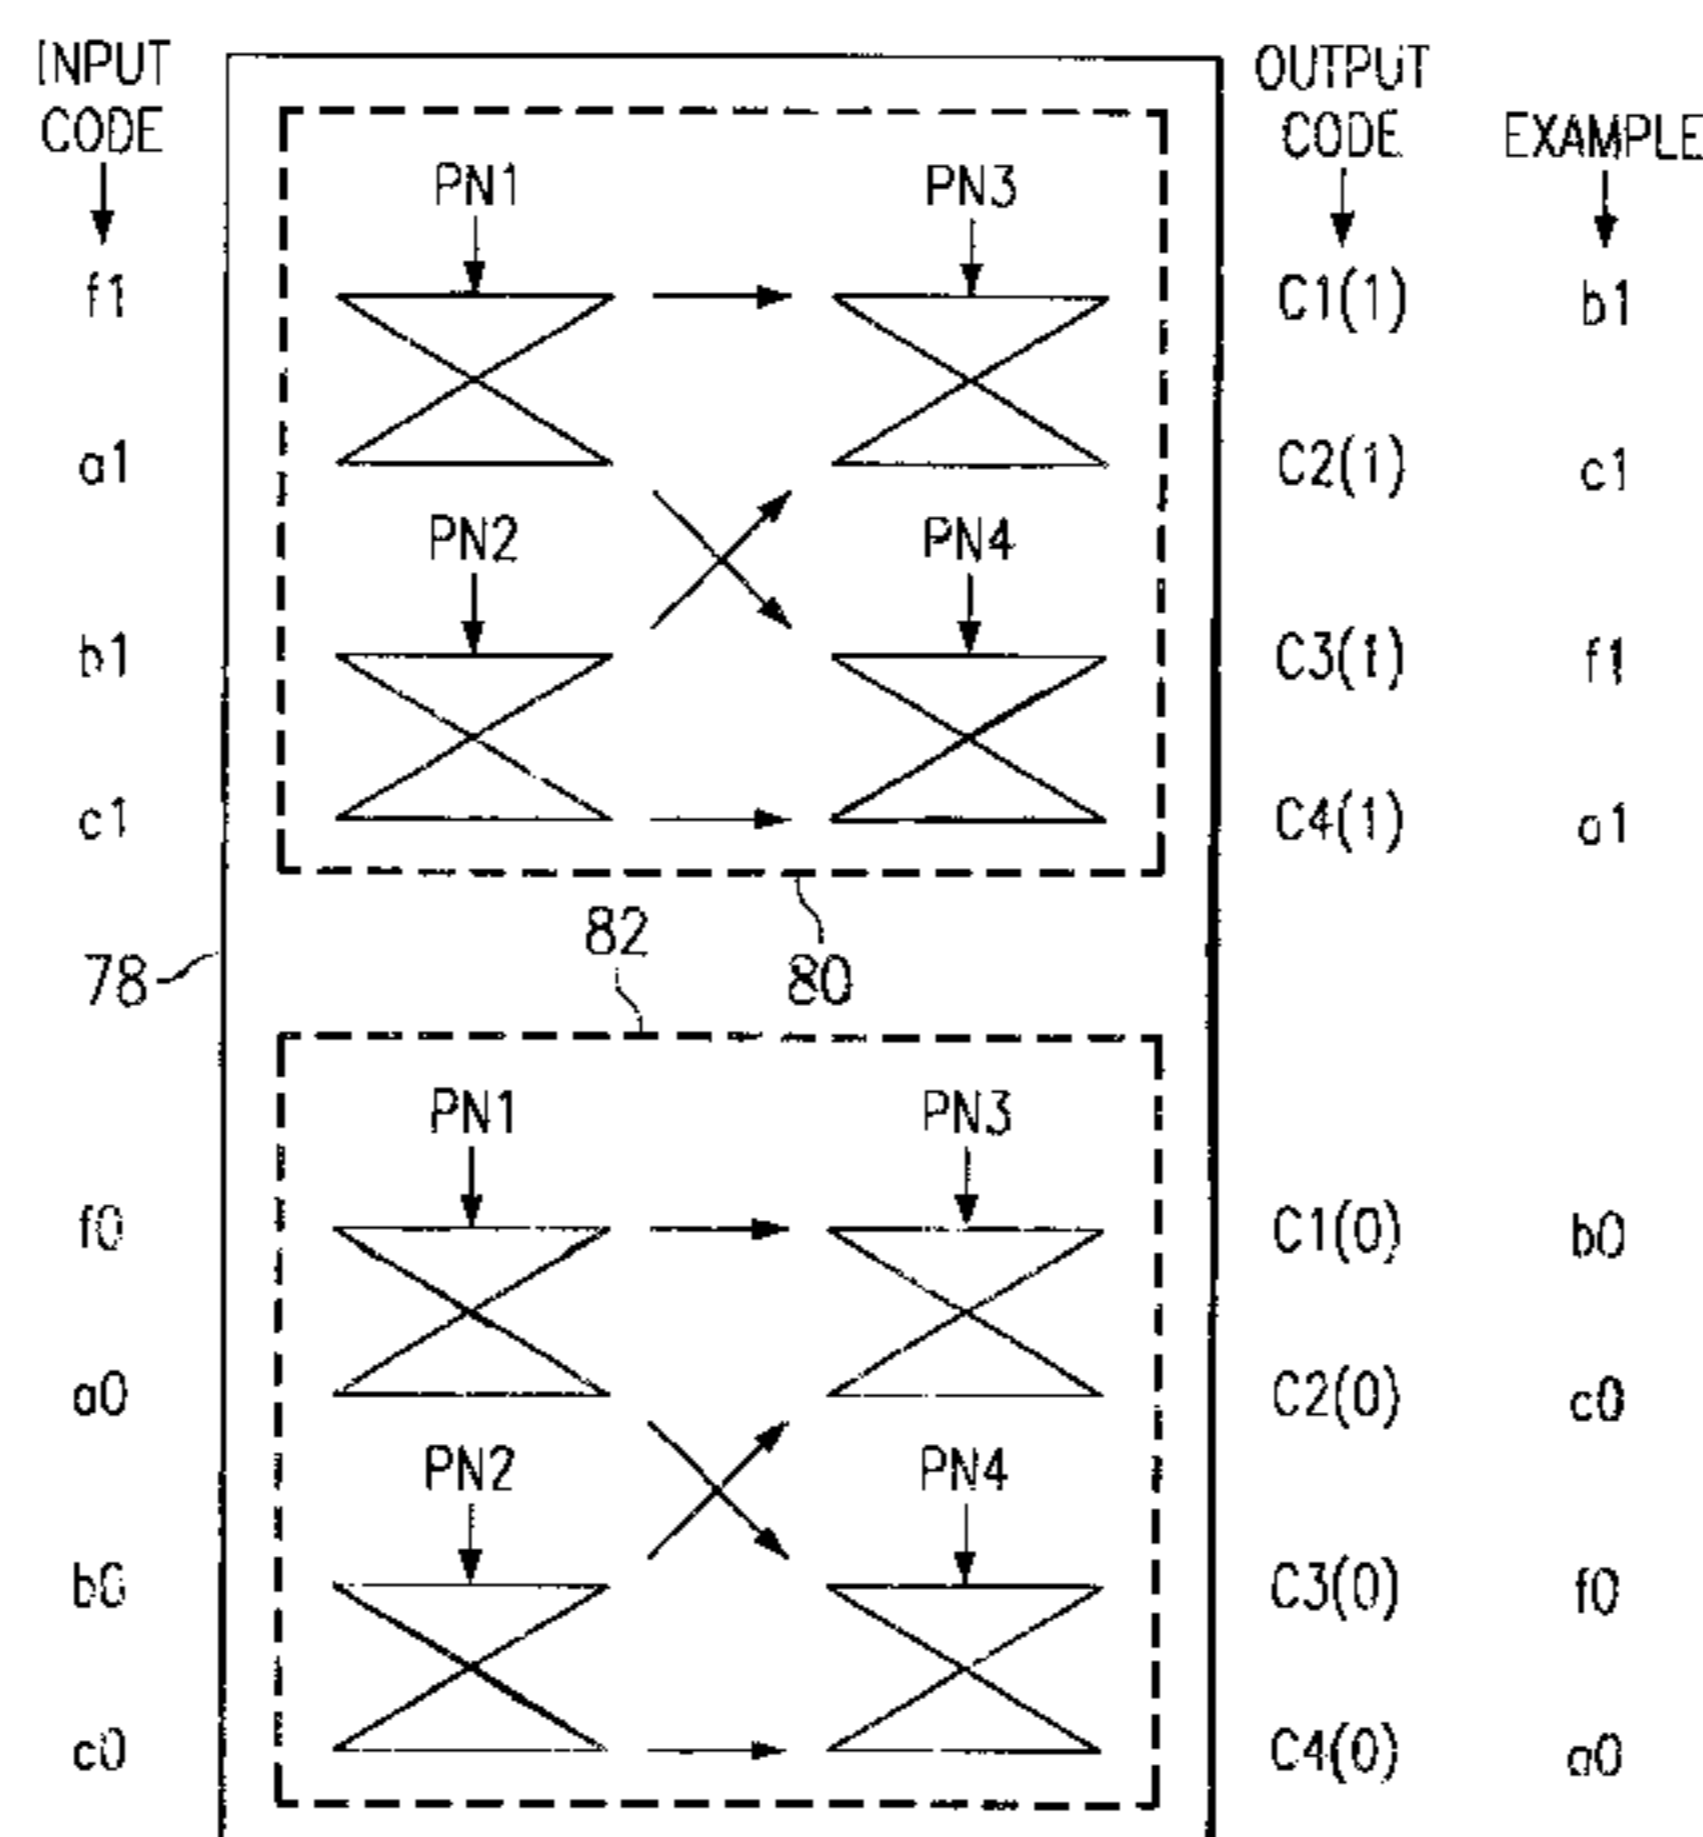 INPUT CODE OUTPUT CODE EXAMPLE
PN1 PN3
f1 C1(1) b1
a1 C2(1) c1
PN2 PN4
b1 C3(1) f1
c1 C4(1) a1
82
78 80
PN1 PN3
f0 C1(0) b0
a0 C2(0) c0
PN2 PN4
b0 C3(0) f0
c0 C4(0) a0